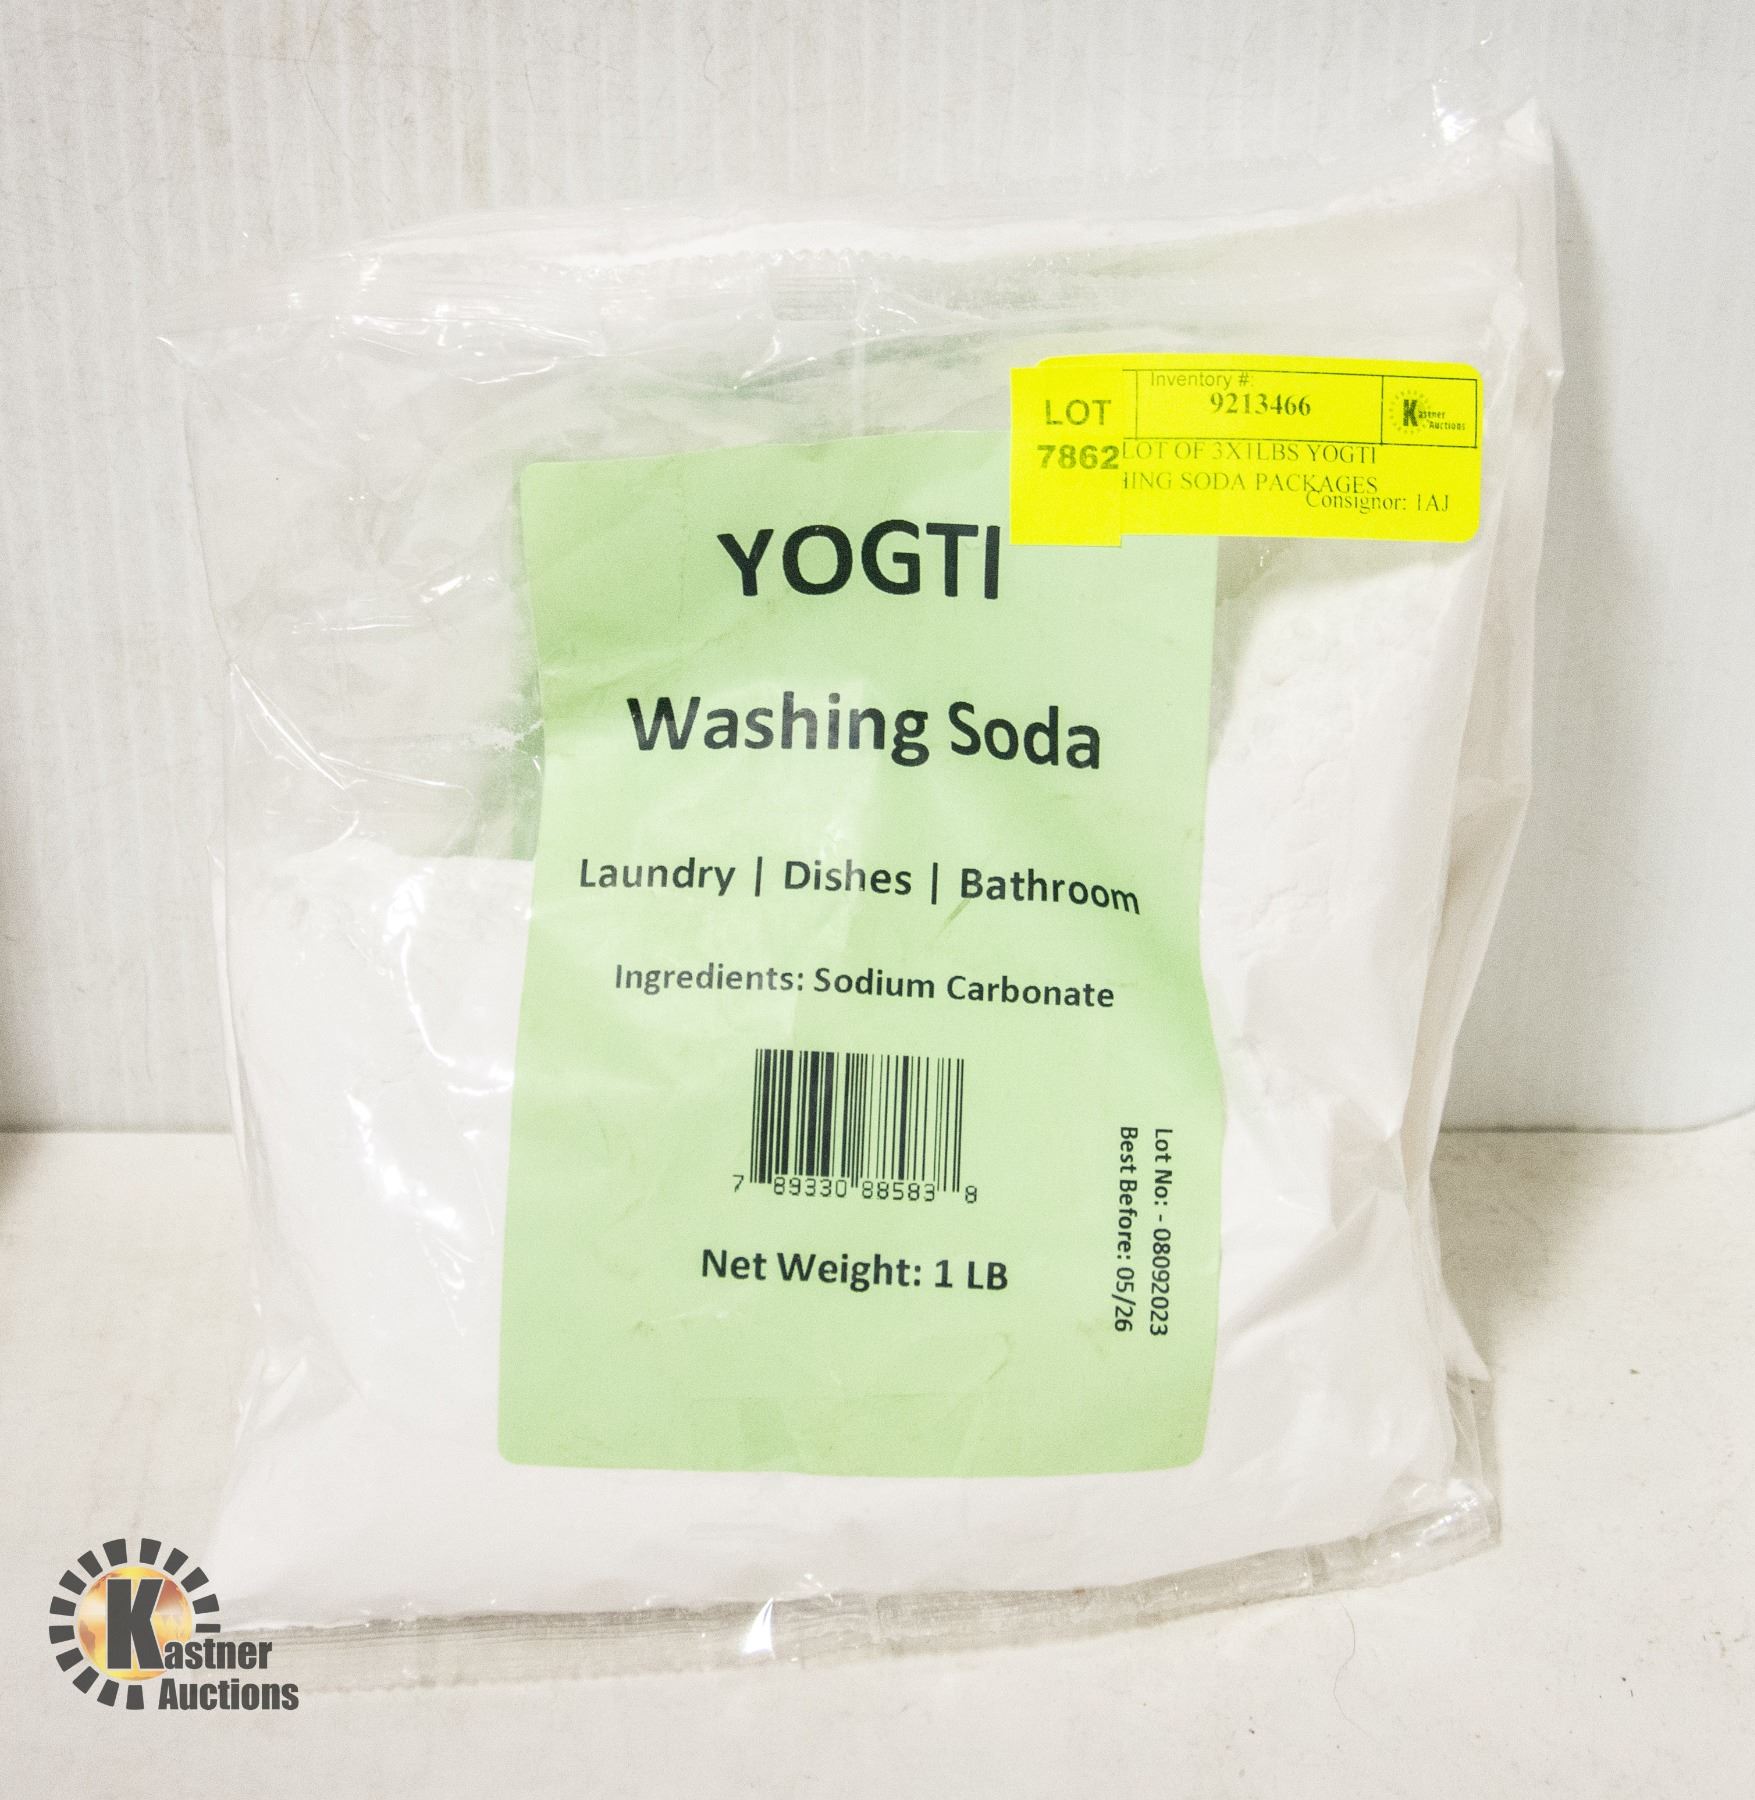 LOT
7862
Inventory #:
9213466
Kastner
Auctions
LOT OF 3X1LBS YOGTI
HING SODA PACKAGES
Consignor: 1AJ
YOGTI
Washing Soda
Laundry | Dishes | Bathroom
Ingredients: Sodium Carbonate
7 89330 88583 8
Net Weight: 1 LB
Lot No: - 08092023
Best Before: 05/26
Kastner
Auctions